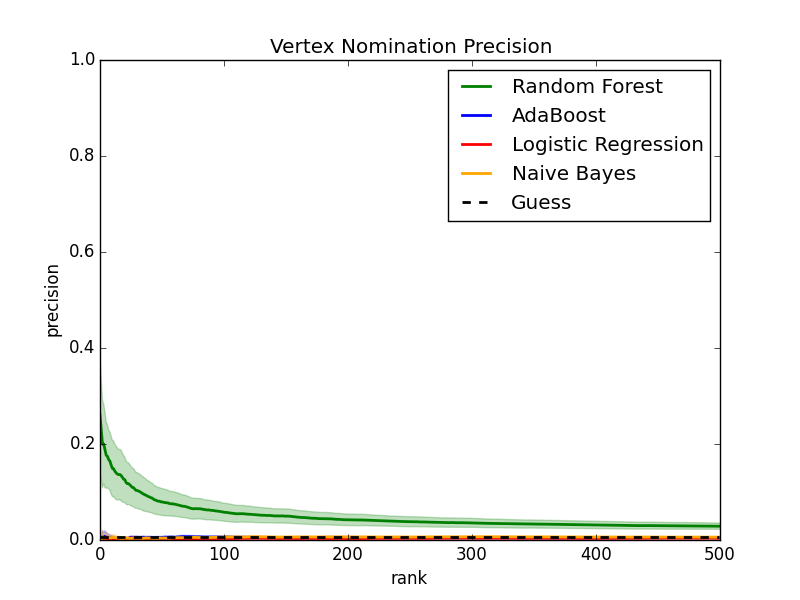 Vertex Nomination Precision
1.0
0.8
0.6
0.4
0.2
0.0
precision
Random Forest
AdaBoost
Logistic Regression
Naive Bayes
Guess
0 100 200 300 400 500
rank